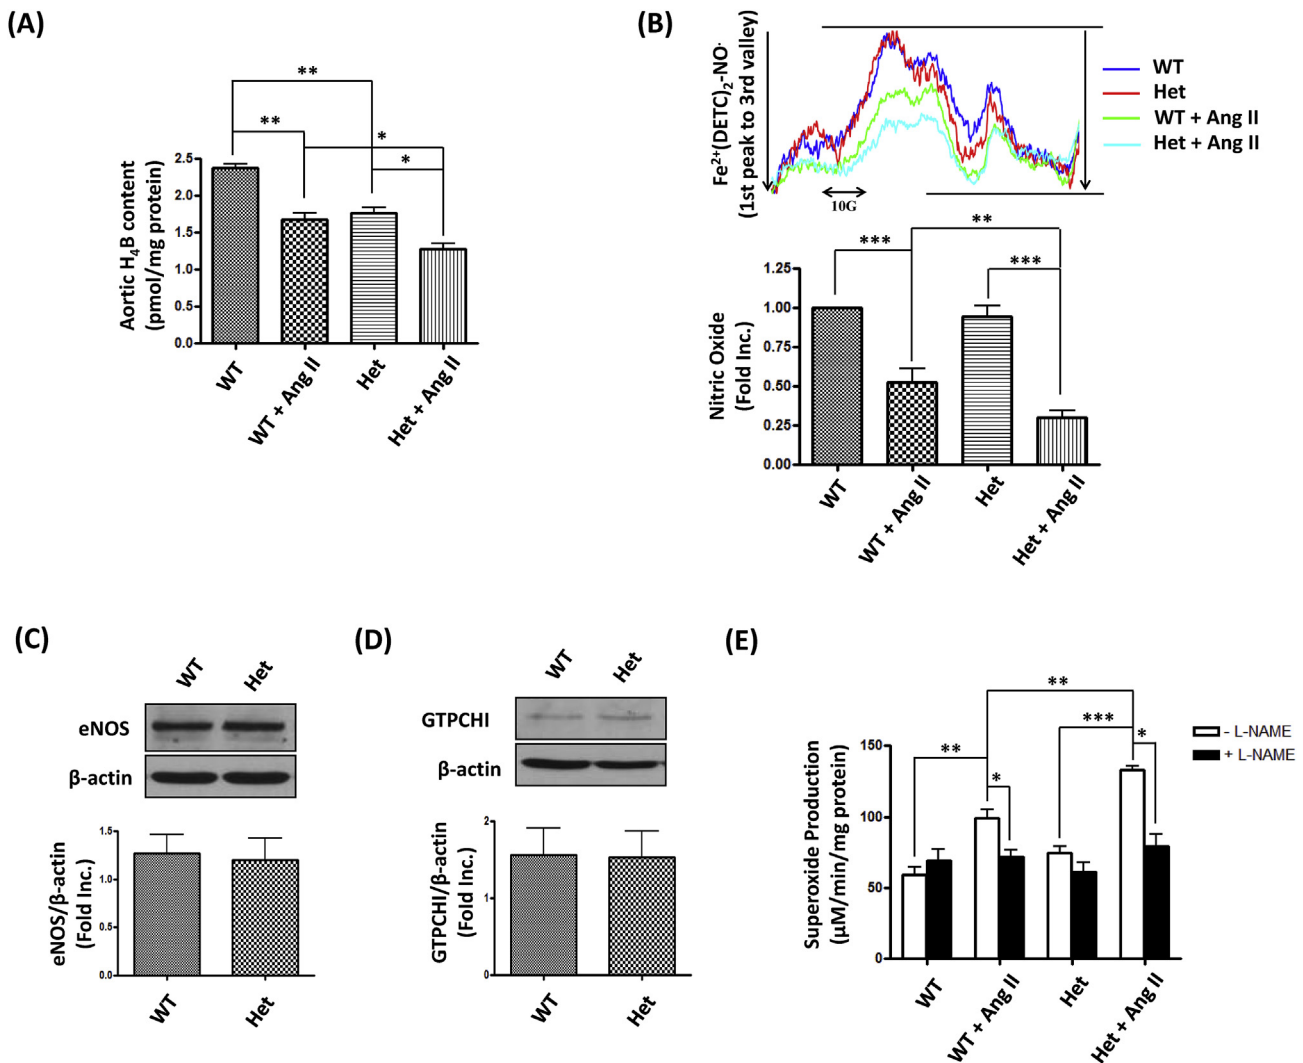 (A)
**
**
*
*
Aortic H₄B content
(pmol/mg protein)
2.5
2.0
1.5
1.0
0.5
0.0
WT
WT + Ang II
Het
Het + Ang II
(B)
Fe²⁺(DETC)₂-NO·
(1st peak to 3rd valley)
10G
WT
Het
WT + Ang II
Het + Ang II
**
***
***
Nitric Oxide
(Fold Inc.)
1.25
1.00
0.75
0.50
0.25
0.00
WT
WT + Ang II
Het
Het + Ang II
(C)
WT
Het
eNOS
β-actin
eNOS/β-actin
(Fold Inc.)
1.5
1.0
0.5
0.0
WT
Het
(D)
WT
Het
GTPCHI
β-actin
GTPCHI/β-actin
(Fold Inc.)
2
1
0
WT
Het
(E)
**
***
**
*
*
- L-NAME
+ L-NAME
Superoxide Production
(µM/min/mg protein)
150
100
50
0
WT
WT + Ang II
Het
Het + Ang II